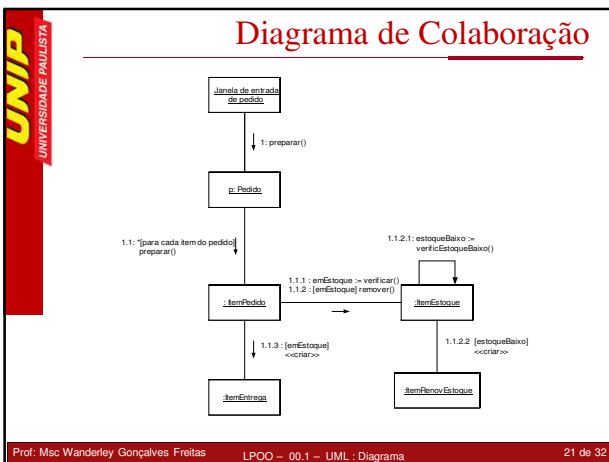 Diagrama de Colaboração
UNIP
UNIVERSIDADE PAULISTA
Janela de entrada
de pedido
1: preparar()
p: Pedido
1.1: *[para cada item do pedido]
preparar()
1.1.2.1: estoqueBaixo :=
verificEstoqueBaixo()
1.1.1 : emEstoque := verificar()
1.1.2 : [emEstoque] remover()
: ItemPedido
:ItemEstoque
1.1.3 : [emEstoque]
<<criar>>
1.1.2.2 [estoqueBaixo]
<<criar>>
:ItemEntrega
:ItemRenovEstoque
Prof: Msc Wanderley Gonçalves Freitas
LPOO – 00.1 – UML : Diagrama
21 de 32